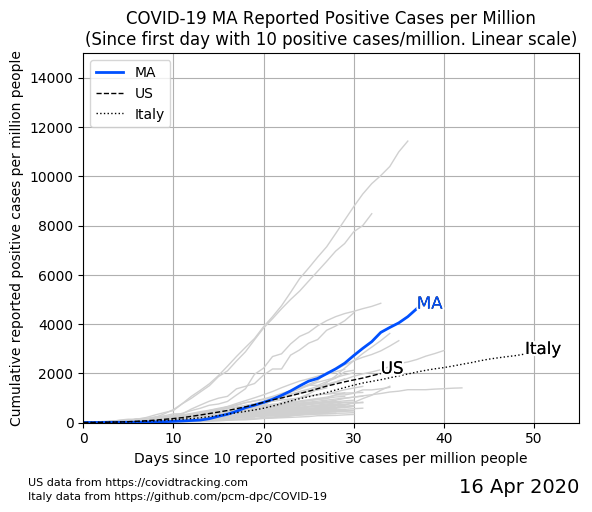 COVID-19 MA Reported Positive Cases per Million
(Since first day with 10 positive cases/million. Linear scale)
Cumulative reported positive cases per million people
14000
12000
10000
8000
6000
4000
2000
0
MA
US
Italy
MA
Italy
US
0 10 20 30 40 50
Days since 10 reported positive cases per million people
US data from https://covidtracking.com
Italy data from https://github.com/pcm-dpc/COVID-19
16 Apr 2020